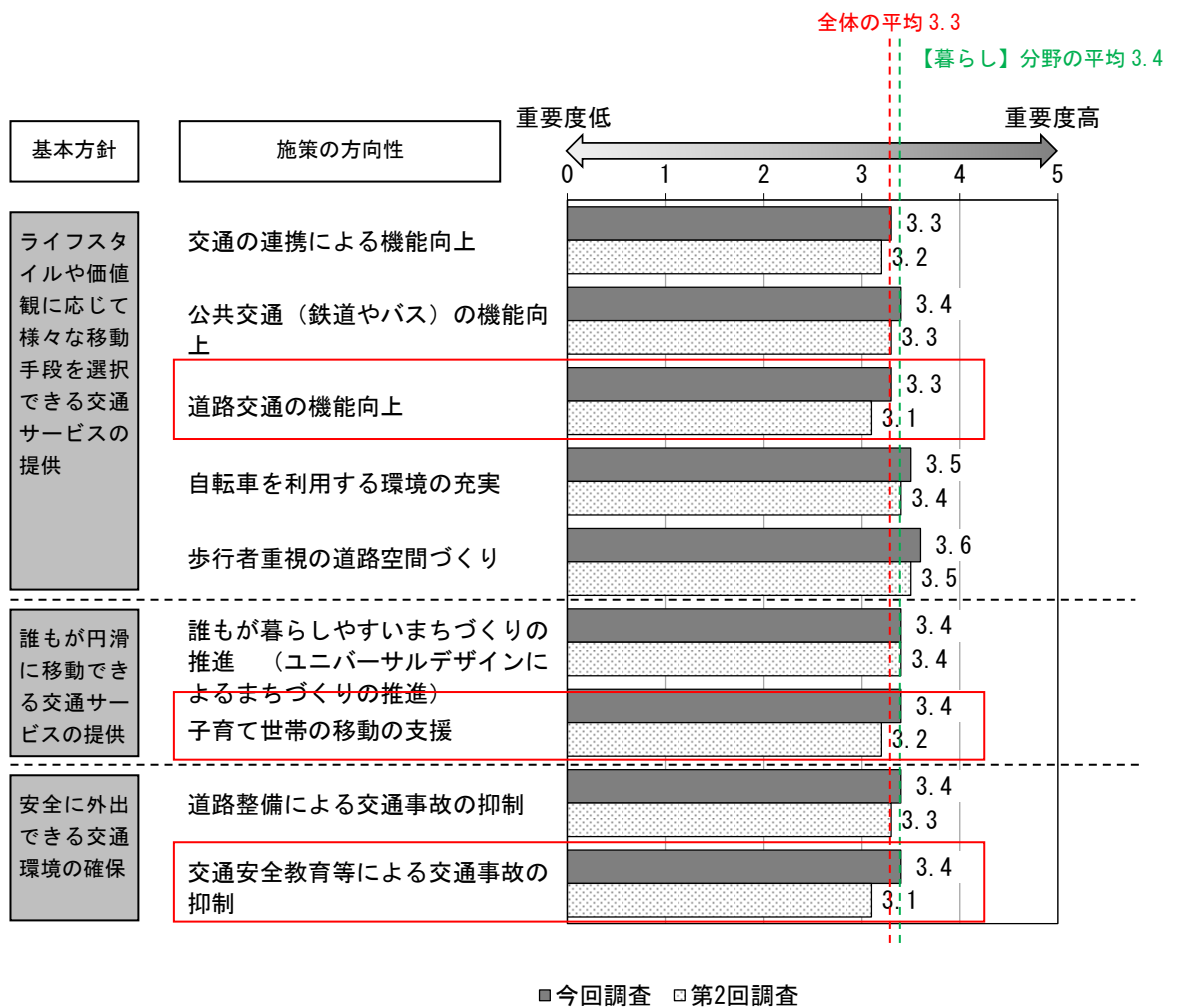 全体の平均 3.3
【暮らし】分野の平均 3.4
重要度低
重要度高
基本方針
施策の方向性
0 1 2 3 4 5
ライフスタ
イルや価値
観に応じて
様々な移動
手段を選択
できる交通
サービスの
提供
交通の連携による機能向上
3.3
3.2
公共交通（鉄道やバス）の機能向
上
3.4
3.3
道路交通の機能向上
3.3
3.1
自転車を利用する環境の充実
3.5
3.4
歩行者重視の道路空間づくり
3.6
3.5
誰もが円滑
に移動でき
る交通サー
ビスの提供
誰もが暮らしやすいまちづくりの
推進　（ユニバーサルデザインに
よるまちづくりの推進）
3.4
3.4
子育て世帯の移動の支援
3.4
3.2
安全に外出
できる交通
環境の確保
道路整備による交通事故の抑制
3.4
3.3
交通安全教育等による交通事故の
抑制
3.4
3.1
今回調査 第2回調査